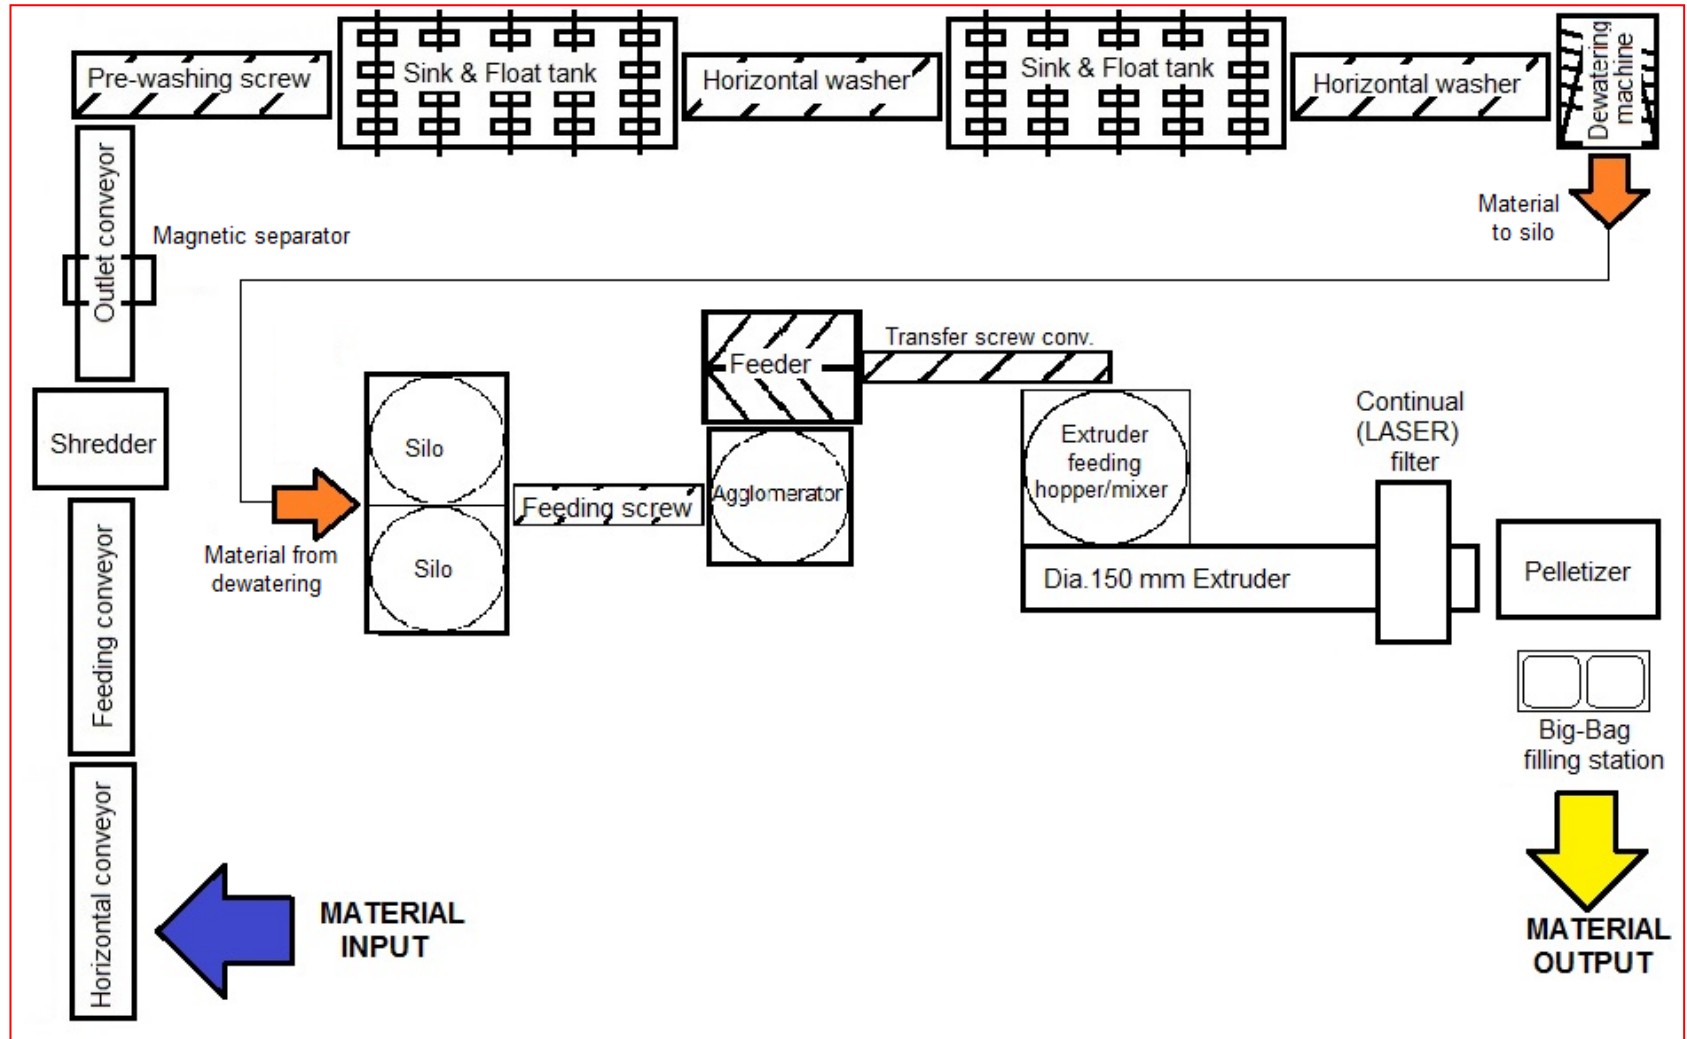 Pre-washing screw
Sink & Float tank
Horizontal washer
Sink & Float tank
Horizontal washer
Dewatering
machine
Outlet conveyor
Magnetic separator
Material
to silo
Shredder
Feeding conveyor
Horizontal conveyor
MATERIAL
INPUT
Material from
dewatering
Silo
Silo
Feeding screw
Feeder
Agglomerator
Transfer screw conv.
Extruder
feeding
hopper/mixer
Dia.150 mm Extruder
Continual
(LASER)
filter
Pelletizer
Big-Bag
filling station
MATERIAL
OUTPUT